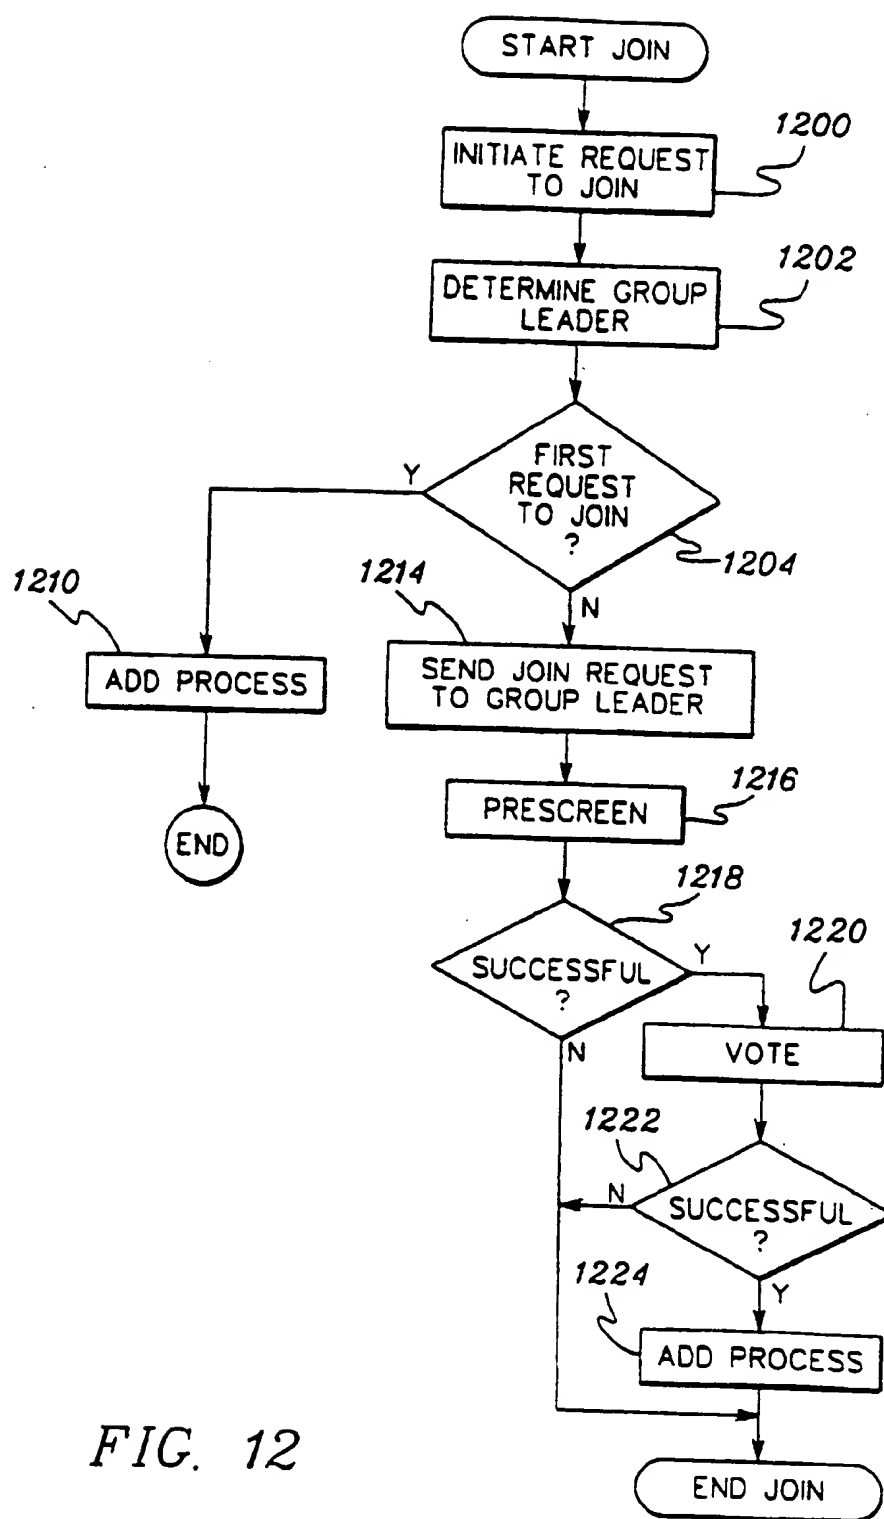 START JOIN
1200
INITIATE REQUEST
TO JOIN
1202
DETERMINE GROUP
LEADER
FIRST
REQUEST
TO JOIN
?
Y
1204
N
1210
ADD PROCESS
END
1214
SEND JOIN REQUEST
TO GROUP LEADER
1216
PRESCREEN
1218
SUCCESSFUL
?
Y
N
1220
VOTE
1222
SUCCESSFUL
?
N
Y
1224
ADD PROCESS
END JOIN
FIG. 12